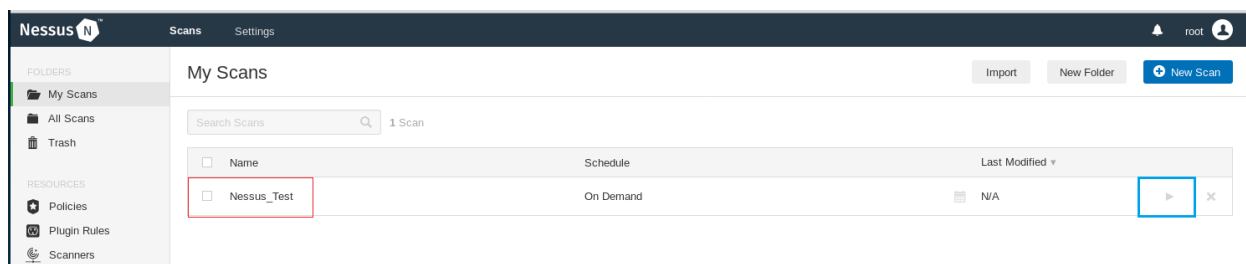 Nessus N ™ Scans Settings root
FOLDERS
My Scans
All Scans
Trash
RESOURCES
Policies
Plugin Rules
Scanners
My Scans
Import New Folder New Scan
Search Scans 1 Scan
Name Schedule Last Modified
Nessus_Test On Demand N/A